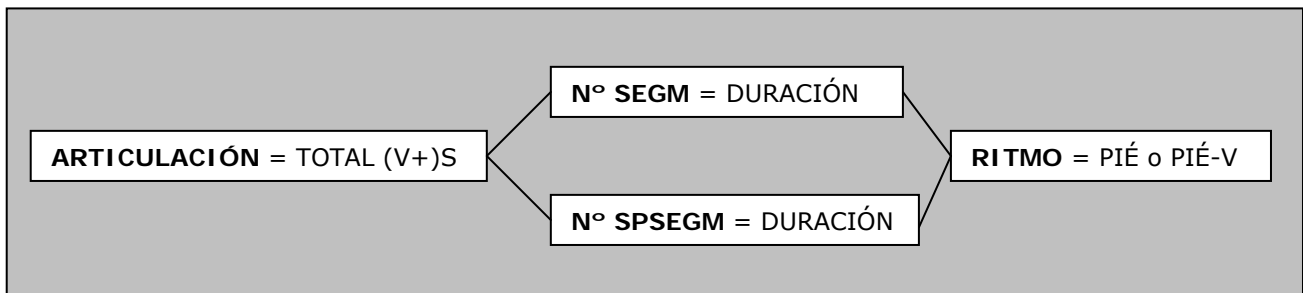 Nº SEGM = DURACIÓN
ARTICULACIÓN = TOTAL (V+)S
RITMO = PIÉ o PIÉ-V
Nº SPSEGM = DURACIÓN